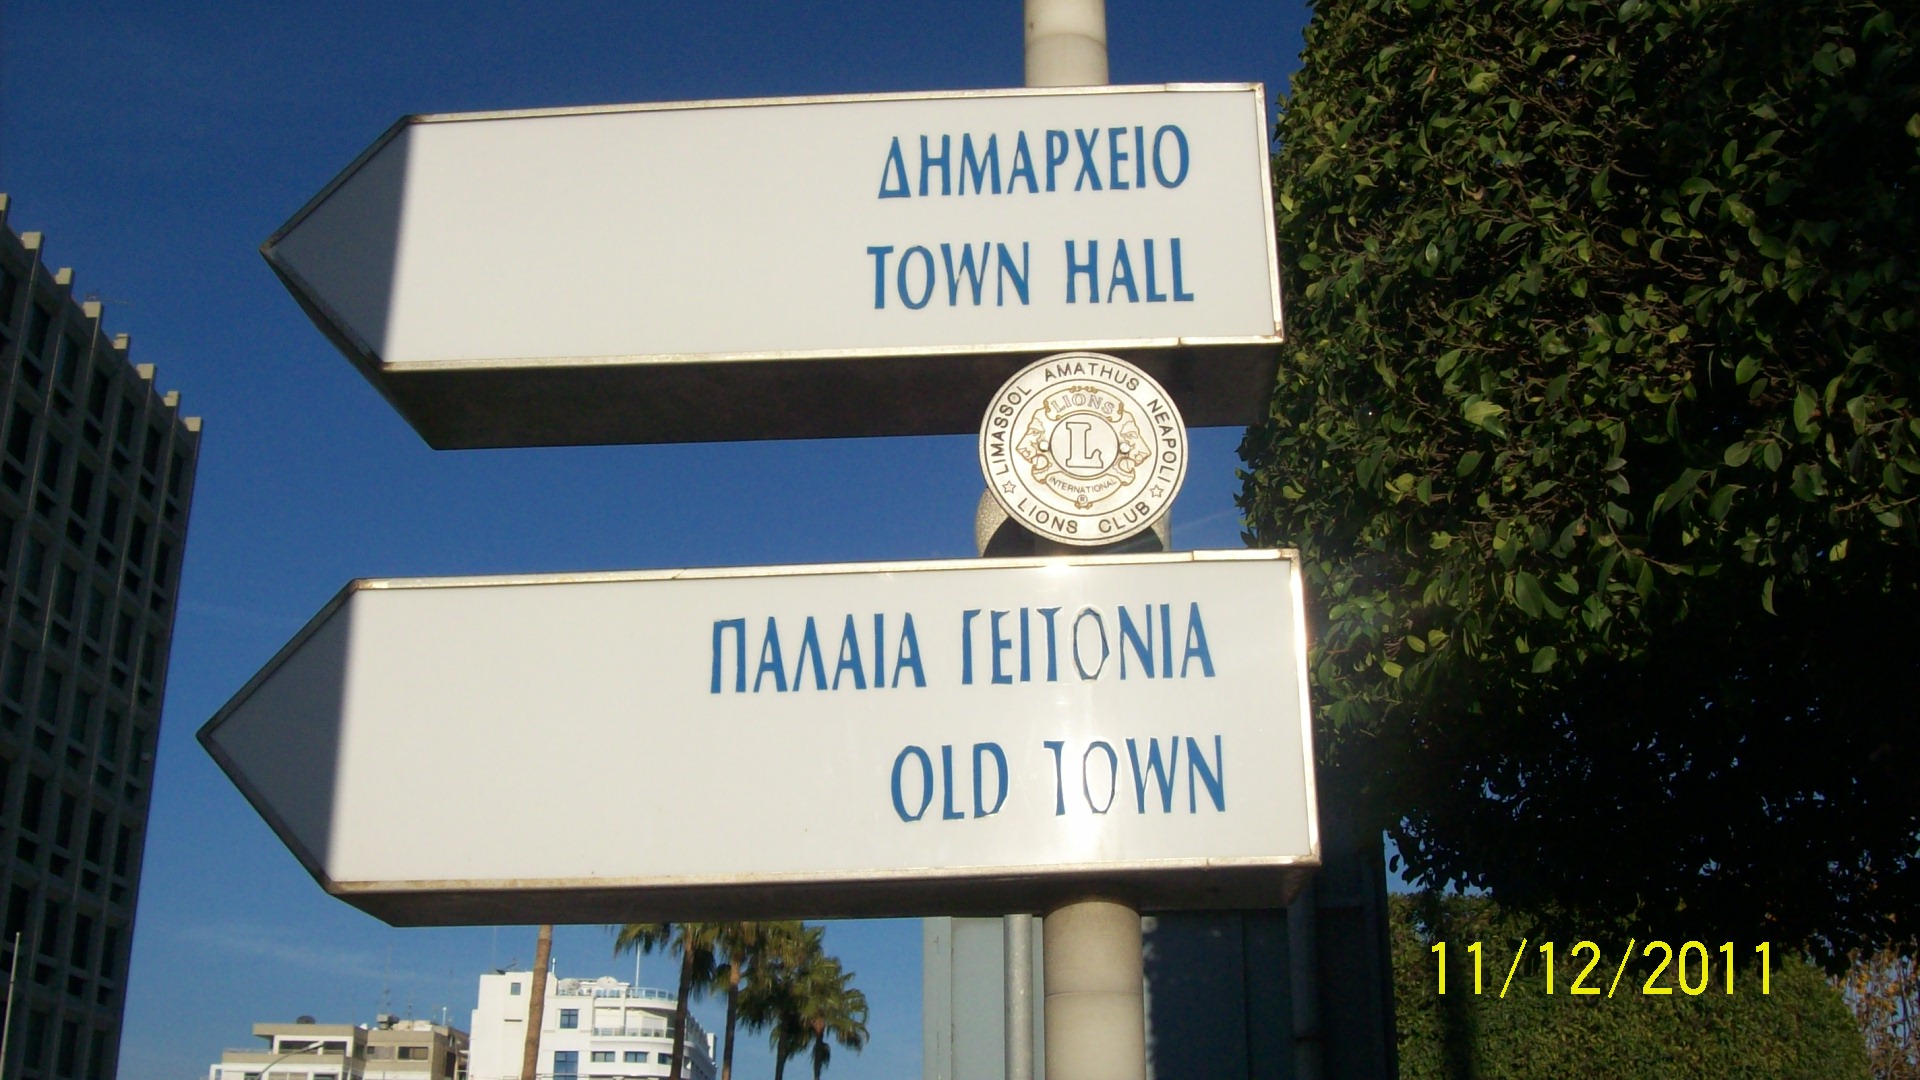 ΔΗΜΑΡΧΕΙΟ
TOWN HALL
LIMASSOL AMATHUS NEAPOLI
LIONS
L
INTERNATIONAL
®
LIONS CLUB
ΠΑΛΑΙΑ ΓΕΙΤΟΝΙΑ
OLD TOWN
11/12/2011